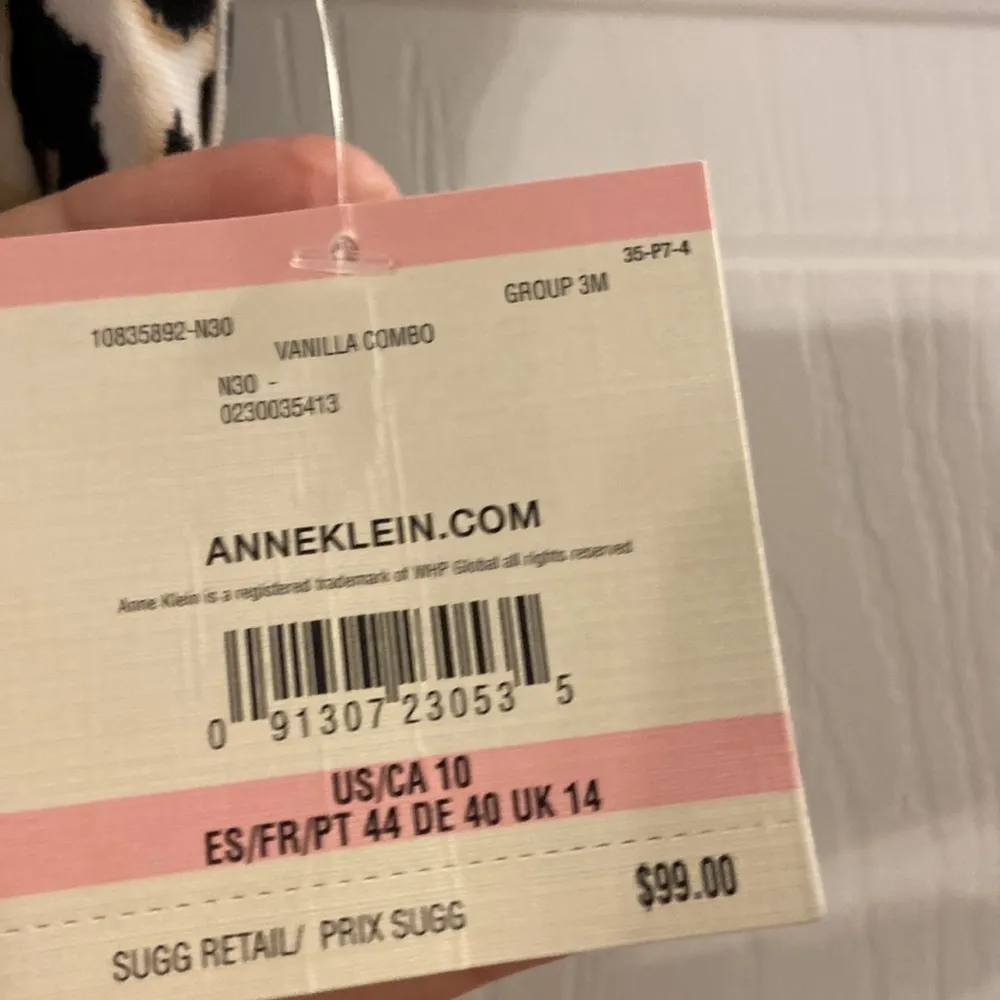 35-P7-4
GROUP 3M
10835892-N30
VANILLA COMBO
N30 -
0230035413
ANNEKLEIN.COM
Anne Klein is a registered trademark of WHP Global all rights reserved
0 91307 23053 5
US/CA 10
ES/FR/PT 44 DE 40 UK 14
$99.00
SUGG RETAIL/ PRIX SUGG